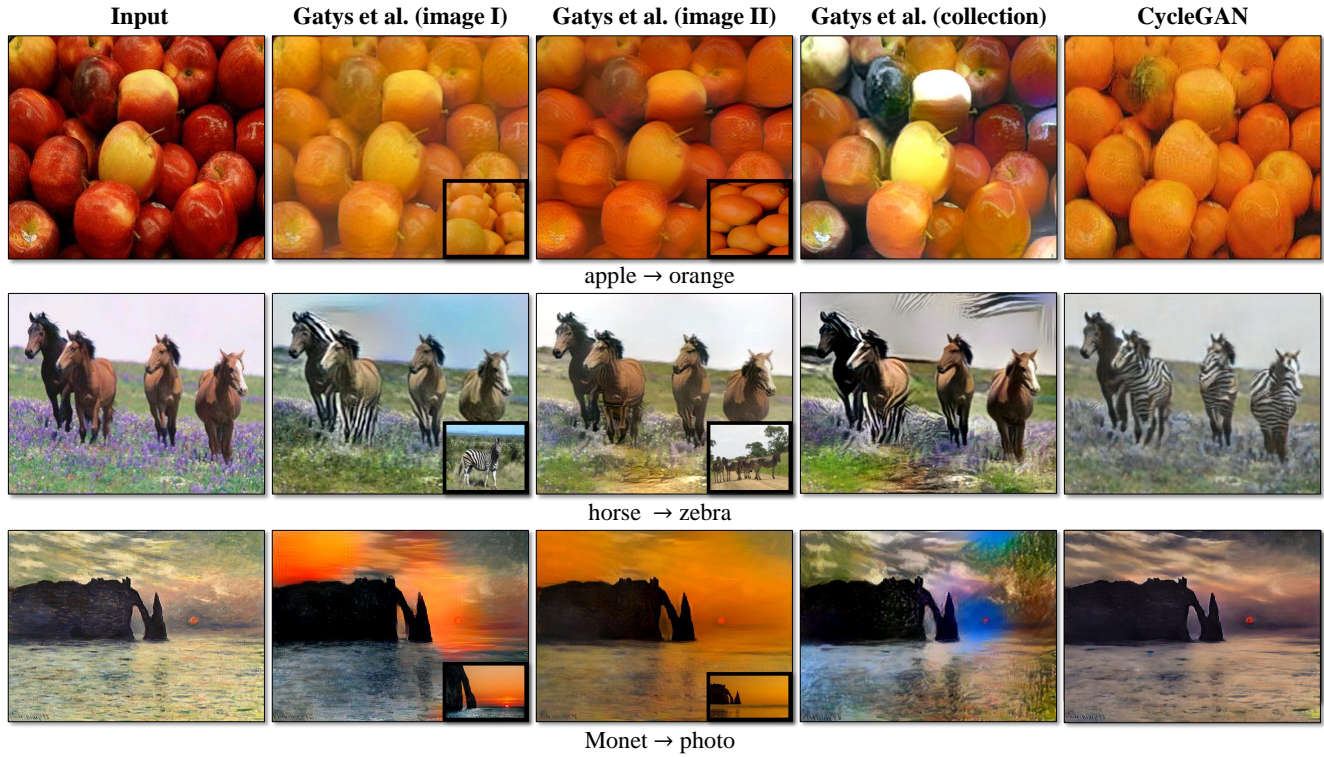 Input Gatys et al. (image I) Gatys et al. (image II) Gatys et al. (collection) CycleGAN
apple → orange
horse → zebra
Monet → photo